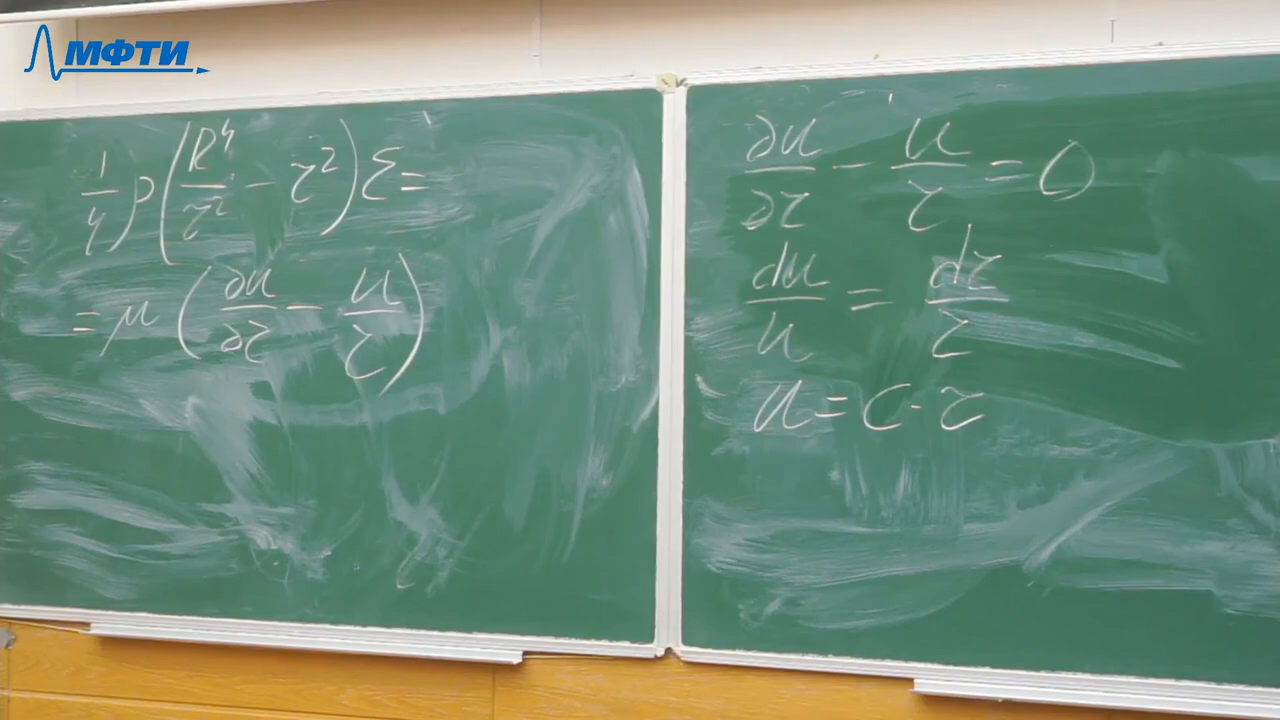 МФТИ
1/4 ρ (R⁴/r² − r²) ε =
= μ (∂u/∂r − u/r)
∂u/∂r − u/r = 0
du/u = dr/r
u = C · r